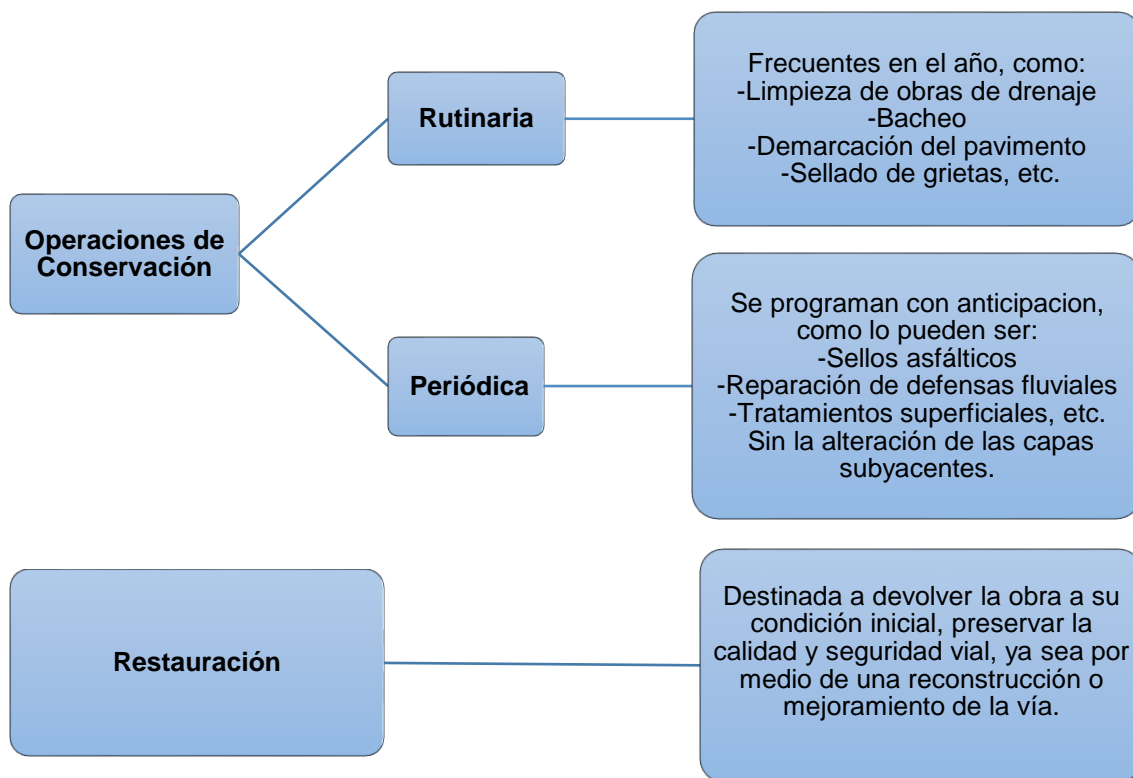 Operaciones de
Conservación
Rutinaria
Frecuentes en el año, como:
-Limpieza de obras de drenaje
-Bacheo
-Demarcación del pavimento
-Sellado de grietas, etc.
Periódica
Se programan con anticipacion,
como lo pueden ser:
-Sellos asfálticos
-Reparación de defensas fluviales
-Tratamientos superficiales, etc.
Sin la alteración de las capas
subyacentes.
Restauración
Destinada a devolver la obra a su
condición inicial, preservar la
calidad y seguridad vial, ya sea por
medio de una reconstrucción o
mejoramiento de la vía.